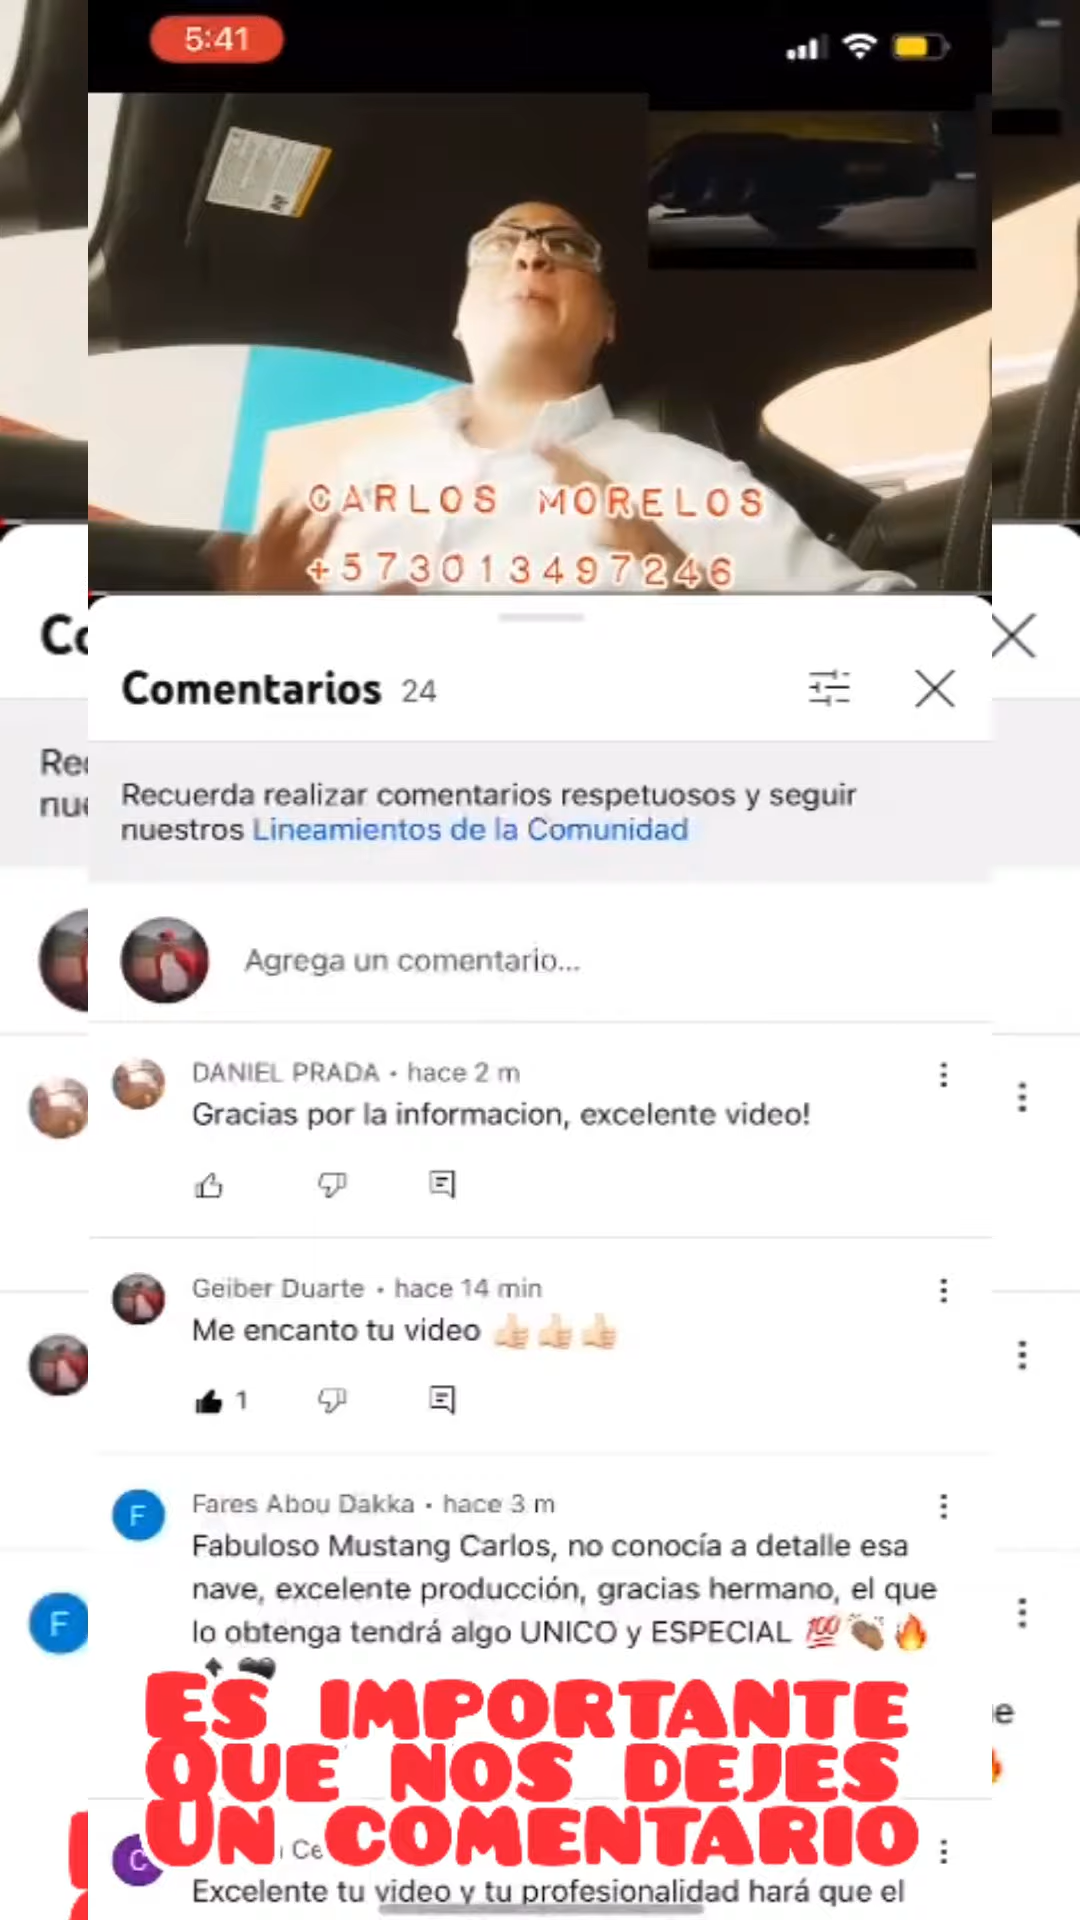 5:41
CARLOS MORELOS
+573013497246
Comentarios 24
Recuerda realizar comentarios respetuosos y seguir
nuestros Lineamientos de la Comunidad
Agrega un comentario...
DANIEL PRADA • hace 2 m
Gracias por la informacion, excelente video!
Geiber Duarte • hace 14 min
Me encanto tu video 👍🏻👍🏻👍🏻
1
F
Fares Abou Dakka • hace 3 m
Fabuloso Mustang Carlos, no conocía a detalle esa
nave, excelente producción, gracias hermano, el que
lo obtenga tendrá algo UNICO y ESPECIAL 💯👏🏽🔥
ES IMPORTANTE
QUE NOS DEJES
UN COMENTARIO
C
Excelente tu video y tu profesionalidad hará que el